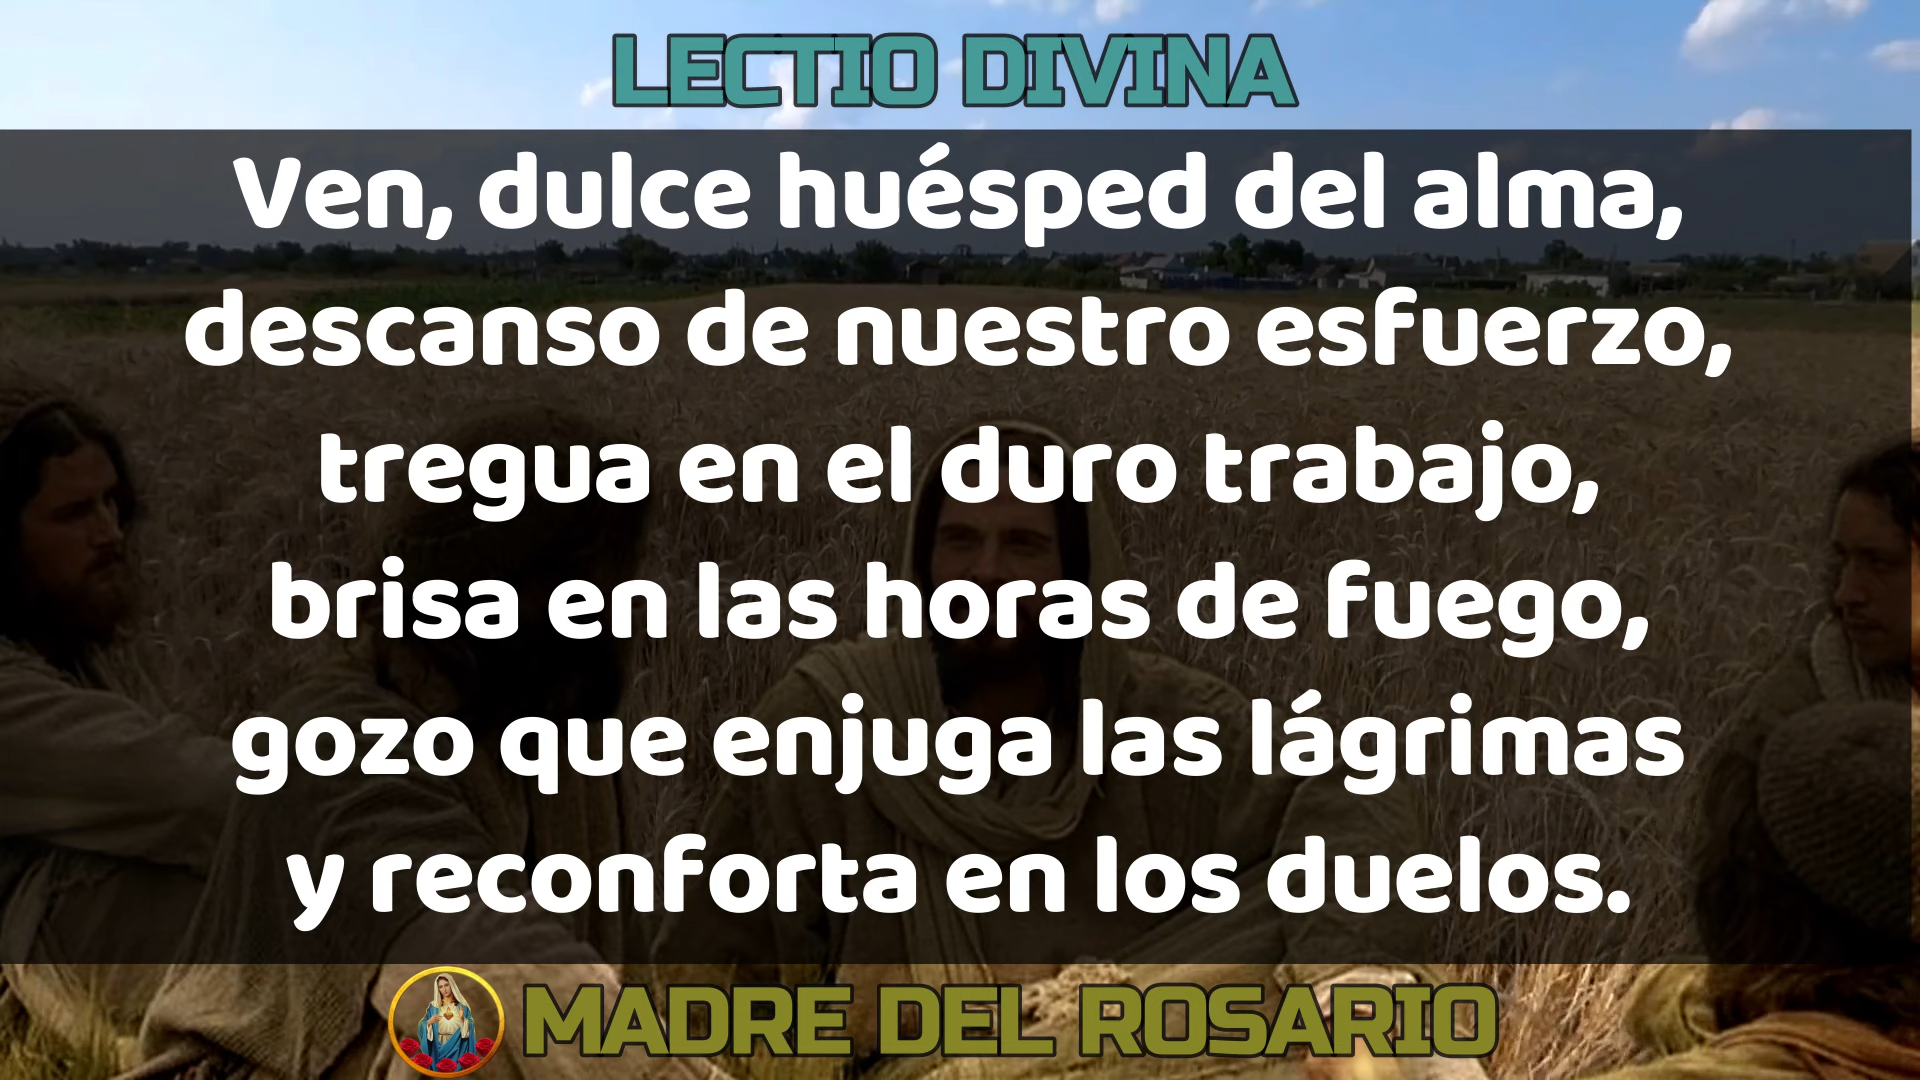 LECTIO DIVINA
Ven, dulce huésped del alma,
descanso de nuestro esfuerzo,
tregua en el duro trabajo,
brisa en las horas de fuego,
gozo que enjuga las lágrimas
y reconforta en los duelos.
MADRE DEL ROSARIO